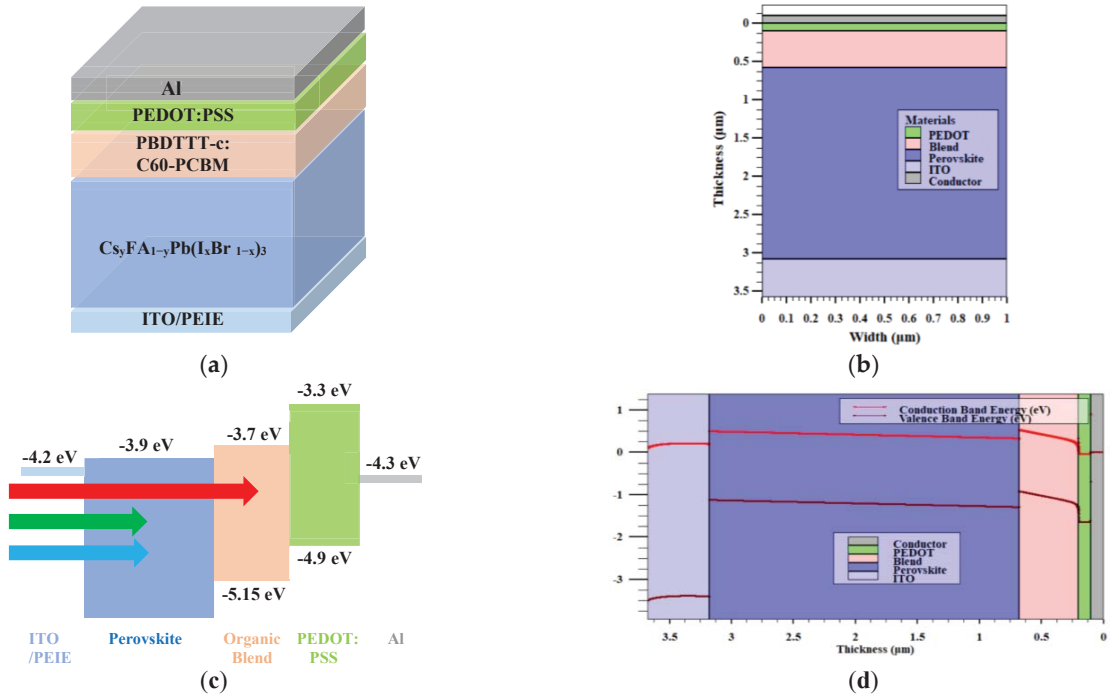 Al
PEDOT:PSS
PBDTTT-c:
C60-PCBM
CsyFA1−yPb(IxBr 1−x)3
ITO/PEIE
(a)
0
0.5
1
1.5
2
2.5
3
3.5
Thickness (µm)
Materials
PEDOT
Blend
Perovskite
ITO
Conductor
0 0.1 0.2 0.3 0.4 0.5 0.6 0.7 0.8 0.9 1
Width (µm)
(b)
-3.3 eV
-3.7 eV
-3.9 eV
-4.2 eV
-4.3 eV
-4.9 eV
-5.15 eV
ITO
/PEIE
Perovskite
Organic
Blend
PEDOT:
PSS
Al
(c)
1
0
-1
-2
-3
Conduction Band Energy (eV)
Valence Band Energy (eV)
Conductor
PEDOT
Blend
Perovskite
ITO
3.5 3 2.5 2 1.5 1 0.5 0
Thickness (µm)
(d)